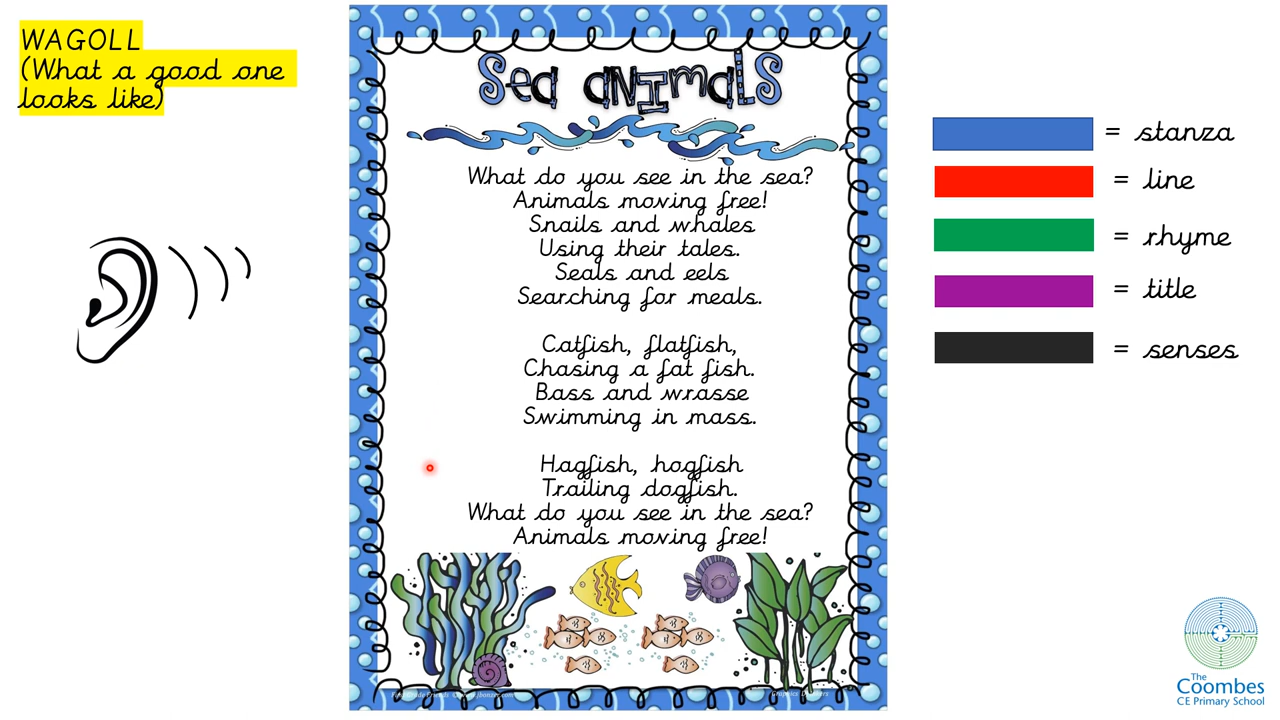 WAGOLL
(What a good one
looks like)
Sea Animals
What do you see in the sea?
Animals moving free!
Snails and whales
Using their tales.
Seals and eels
Searching for meals.
Catfish, flatfish,
Chasing a fat fish.
Bass and wrasse
Swimming in mass.
Hagfish, hogfish
Trailing dogfish.
What do you see in the sea?
Animals moving free!
= stanza
= line
= rhyme
= title
= senses
The
Coombes
CE Primary School